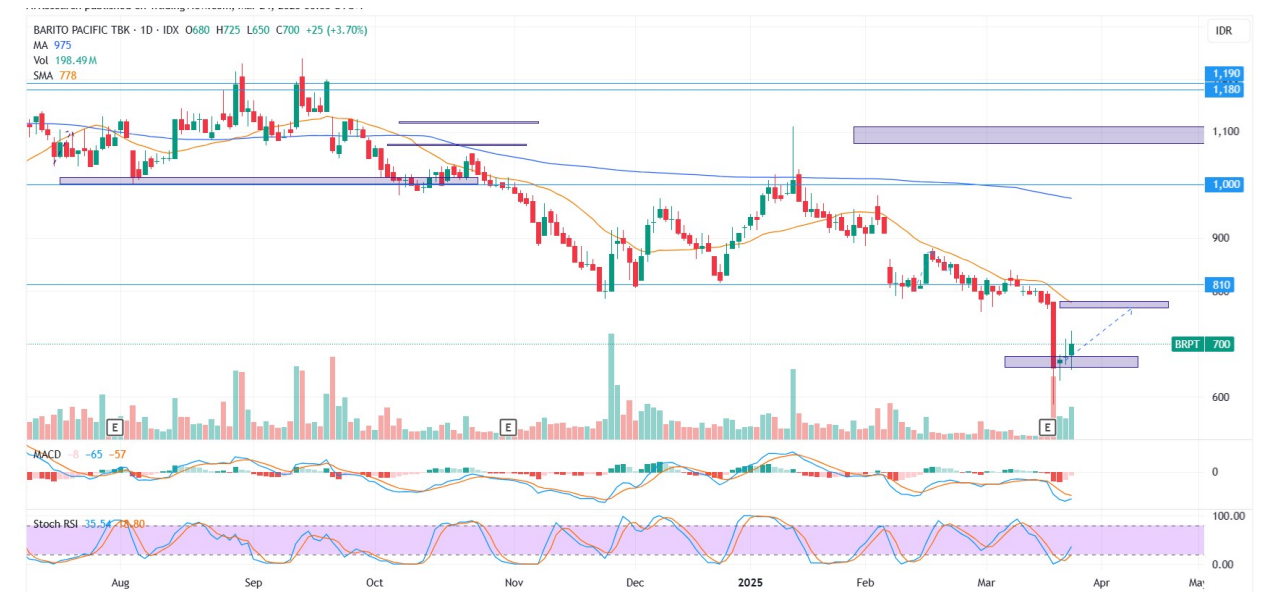 BARITO PACIFIC TBK · 1D · IDX O680 H725 L650 C700 +25 (+3.70%)
IDR
MA 975
Vol 198.49M
SMA 778
1,190
1,180
1,100
1,000
900
810
800
BRPT 700
600
E E E
MACD -8 -65 -57
0
Stoch RSI 35.54 18.80
100.00
0.00
Aug Sep Oct Nov Dec 2025 Feb Mar Apr